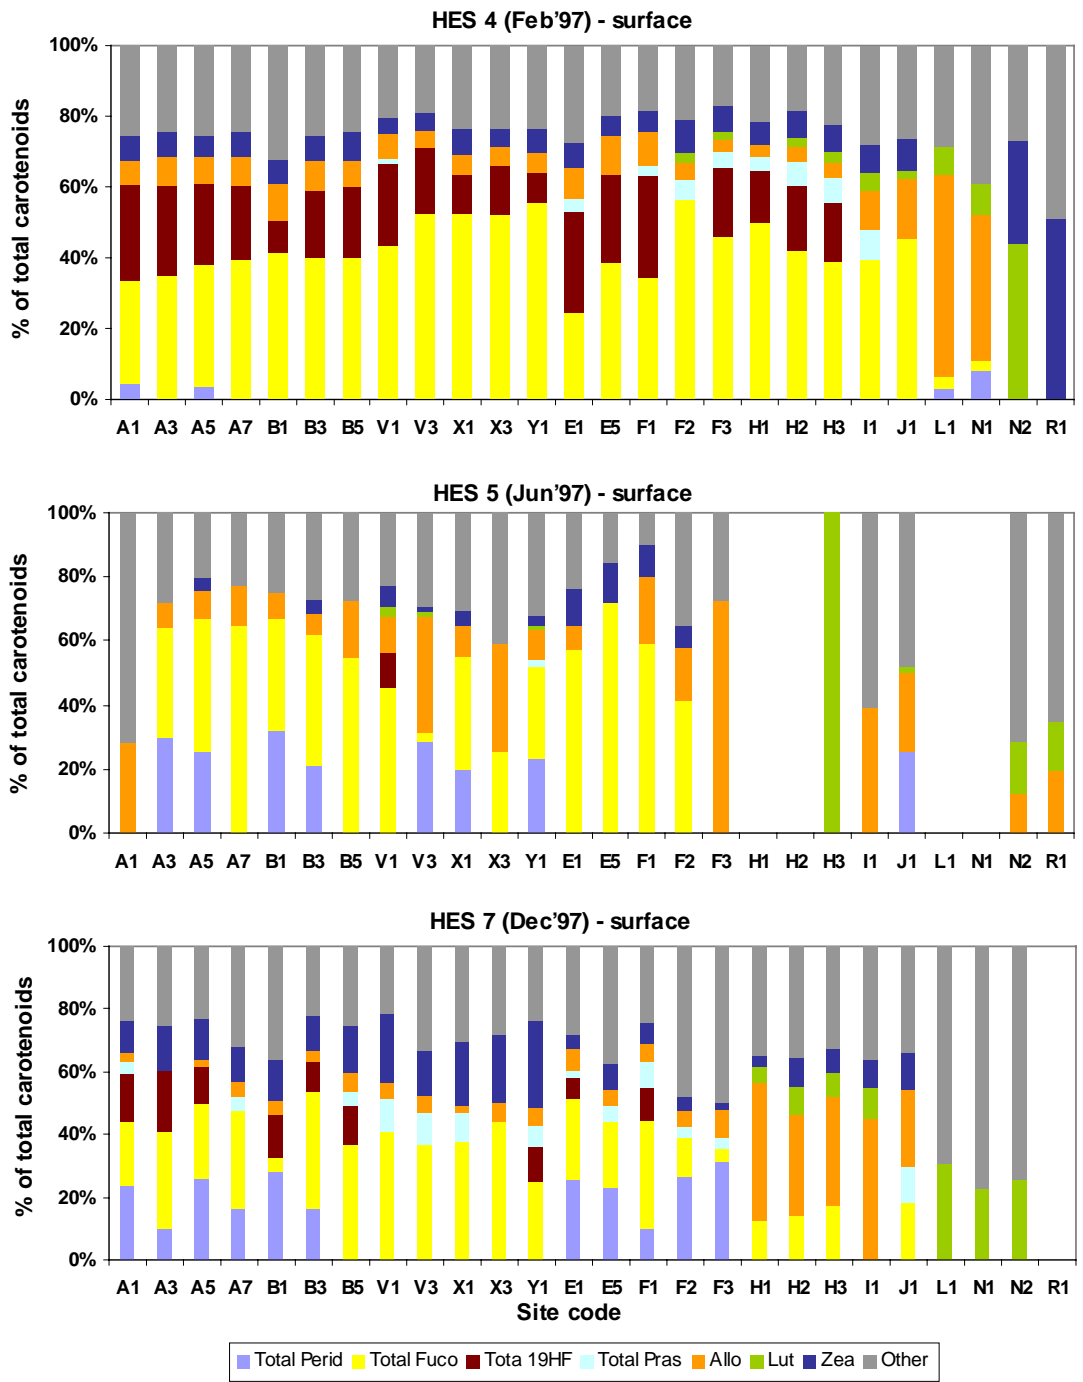 HES 4 (Feb'97) - surface
% of total carotenoids
100%
80%
60%
40%
20%
0%
A1 A3 A5 A7 B1 B3 B5 V1 V3 X1 X3 Y1 E1 E5 F1 F2 F3 H1 H2 H3 I1 J1 L1 N1 N2 R1
HES 5 (Jun'97) - surface
% of total carotenoids
100%
80%
60%
40%
20%
0%
A1 A3 A5 A7 B1 B3 B5 V1 V3 X1 X3 Y1 E1 E5 F1 F2 F3 H1 H2 H3 I1 J1 L1 N1 N2 R1
HES 7 (Dec'97) - surface
% of total carotenoids
100%
80%
60%
40%
20%
0%
A1 A3 A5 A7 B1 B3 B5 V1 V3 X1 X3 Y1 E1 E5 F1 F2 F3 H1 H2 H3 I1 J1 L1 N1 N2 R1
Site code
Total Perid Total Fuco Tota 19HF Total Pras Allo Lut Zea Other